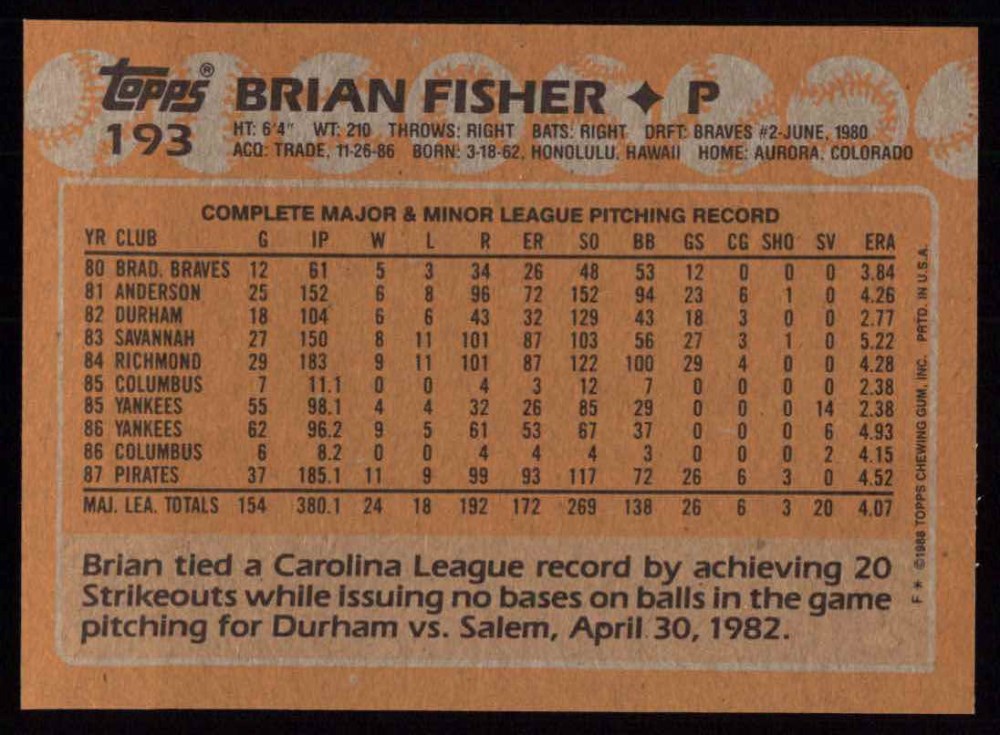 topps® BRIAN FISHER ✦ P
193
HT: 6'4" WT: 210 THROWS: RIGHT BATS: RIGHT DRFT: BRAVES #2-JUNE, 1980
ACQ: TRADE, 11-26-86 BORN: 3-18-62, HONOLULU, HAWAII HOME: AURORA, COLORADO
COMPLETE MAJOR & MINOR LEAGUE PITCHING RECORD
YR CLUB G IP W L R ER SO BB GS CG SHO SV ERA
80 BRAD. BRAVES 12 61 5 3 34 26 48 53 12 0 0 0 3.84
81 ANDERSON 25 152 6 8 96 72 152 94 23 6 1 0 4.26
82 DURHAM 18 104 6 6 43 32 129 43 18 3 0 0 2.77
83 SAVANNAH 27 150 8 11 101 87 103 56 27 3 1 0 5.22
84 RICHMOND 29 183 9 11 101 87 122 100 29 4 0 0 4.28
85 COLUMBUS 7 11.1 0 0 4 3 12 7 0 0 0 0 2.38
85 YANKEES 55 98.1 4 4 32 26 85 29 0 0 0 14 2.38
86 YANKEES 62 96.2 9 5 61 53 67 37 0 0 0 6 4.93
86 COLUMBUS 6 8.2 0 0 4 4 4 3 0 0 0 2 4.15
87 PIRATES 37 185.1 11 9 99 93 117 72 26 6 3 0 4.52
MAJ. LEA. TOTALS 154 380.1 24 18 192 172 269 138 26 6 3 20 4.07
Brian tied a Carolina League record by achieving 20
Strikeouts while issuing no bases on balls in the game
pitching for Durham vs. Salem, April 30, 1982.
F * ©1988 TOPPS CHEWING GUM, INC. PRTD. IN U.S.A.